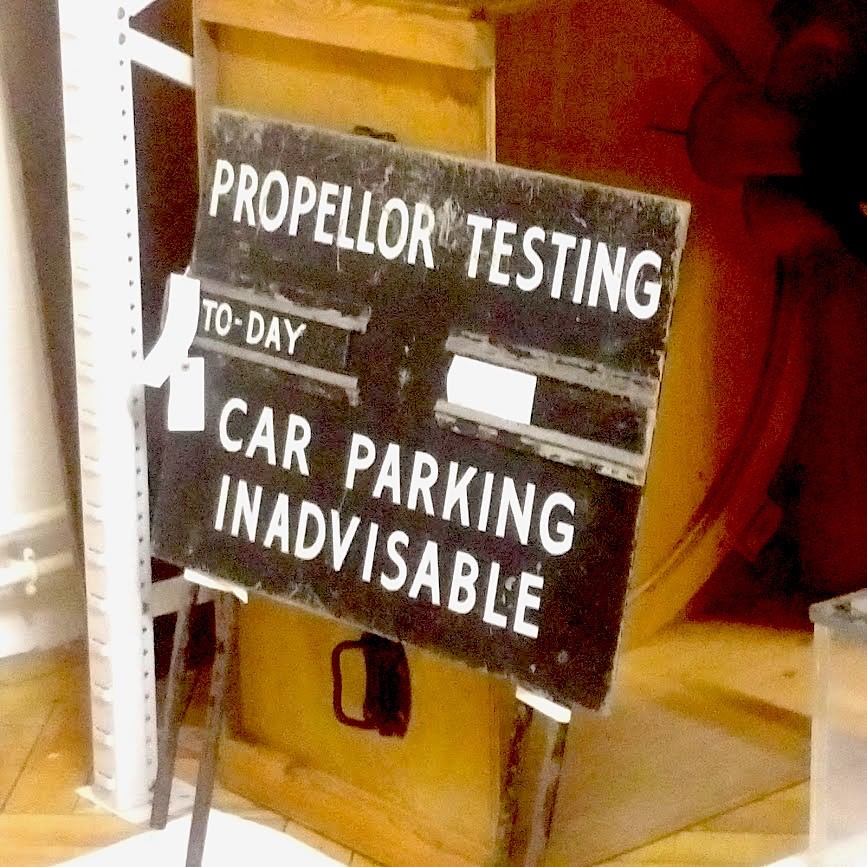 PROPELLOR TESTING
TO-DAY
CAR PARKING
INADVISABLE